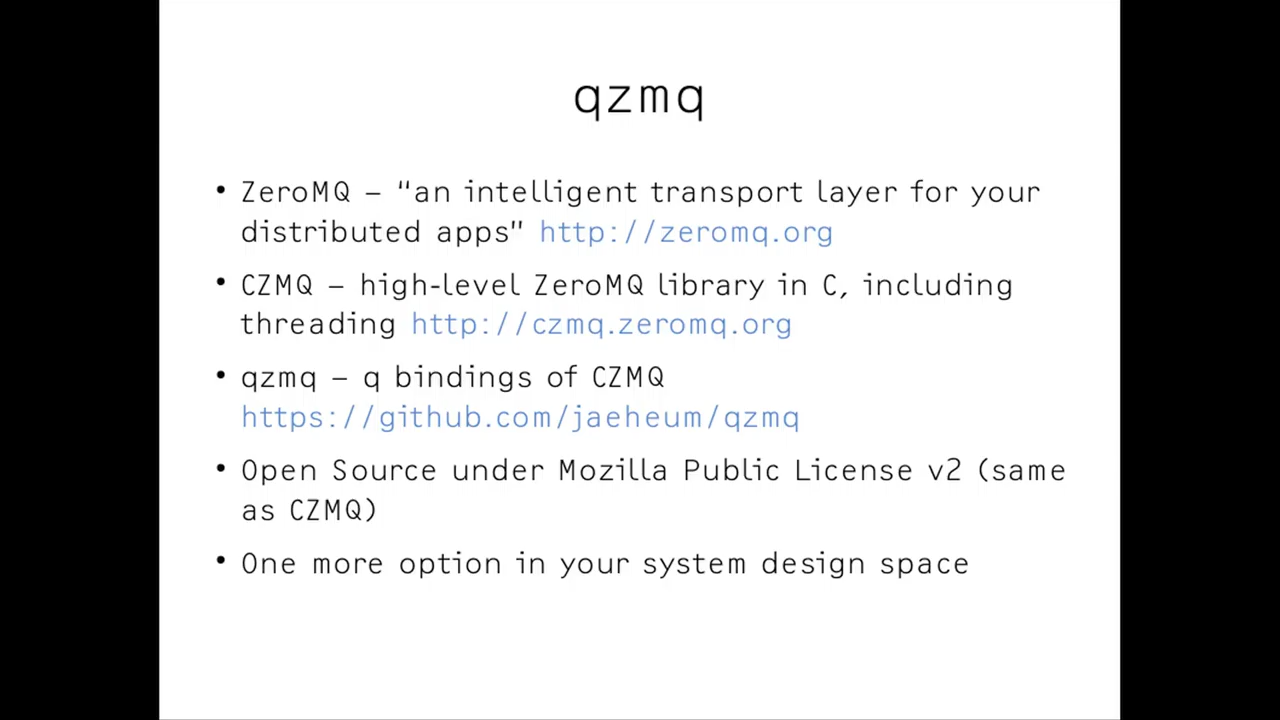 qzmq
• ZeroMQ – "an intelligent transport layer for your
distributed apps" http://zeromq.org
• CZMQ – high-level ZeroMQ library in C, including
threading http://czmq.zeromq.org
• qzmq – q bindings of CZMQ
https://github.com/jaeheum/qzmq
• Open Source under Mozilla Public License v2 (same
as CZMQ)
• One more option in your system design space